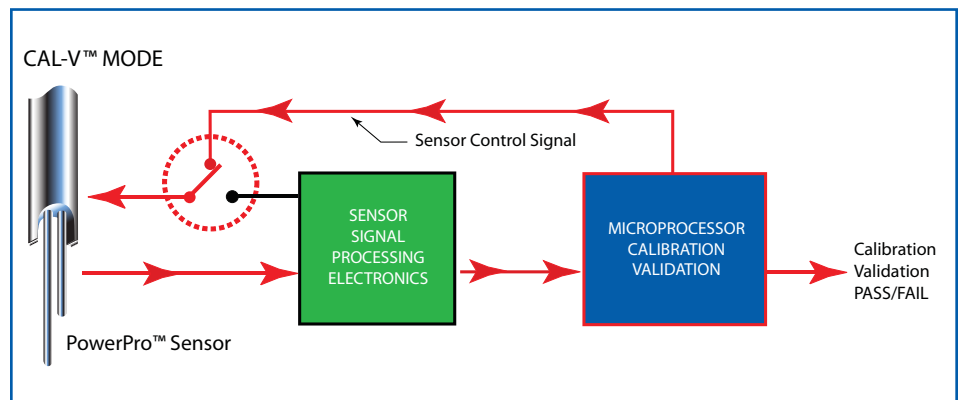 CAL-V™ MODE
Sensor Control Signal
SENSOR
SIGNAL
PROCESSING
ELECTRONICS
MICROPROCESSOR
CALIBRATION
VALIDATION
Calibration
Validation
PASS/FAIL
PowerPro™ Sensor